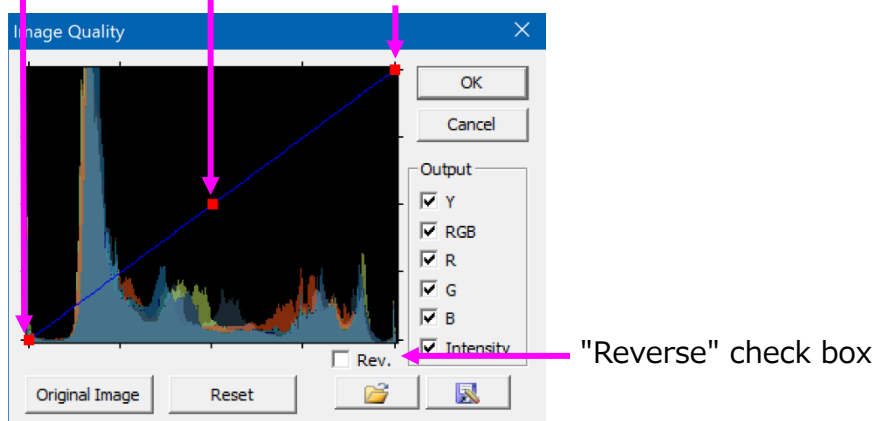 Image Quality
OK
Cancel
Output
Y
RGB
R
G
B
Intensity
Rev.
"Reverse" check box
Original Image
Reset